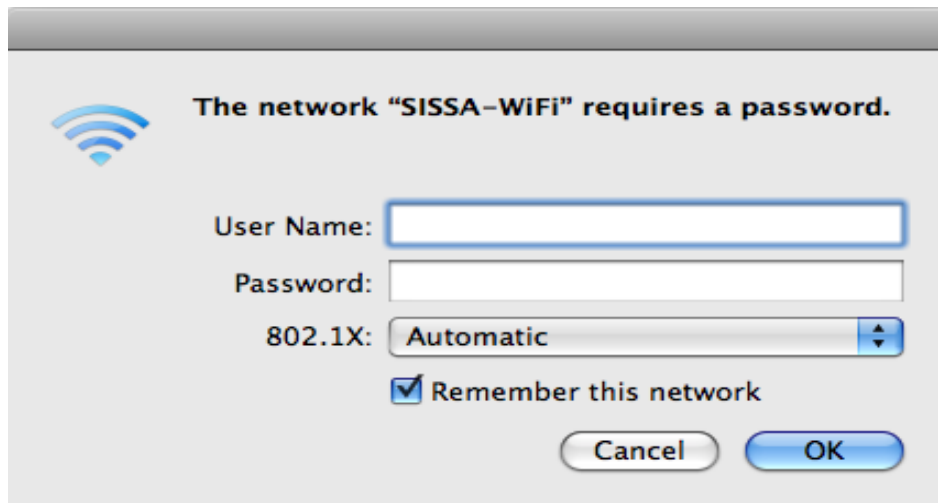 The network “SISSA-WiFi” requires a password.
User Name:
Password:
802.1X: Automatic
Remember this network
Cancel OK